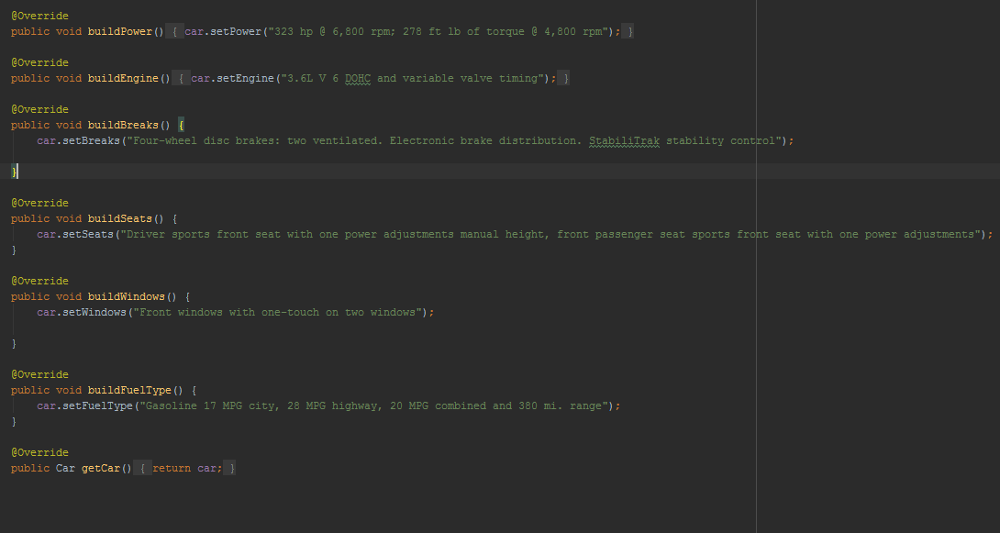 @Override
public void buildPower() { car.setPower("323 hp @ 6,800 rpm; 278 ft lb of torque @ 4,800 rpm"); }
@Override
public void buildEngine() { car.setEngine("3.6L V 6 DOHC and variable valve timing"); }
@Override
public void buildBreaks() {
car.setBreaks("Four-wheel disc brakes: two ventilated. Electronic brake distribution. StabiliTrak stability control");
}
@Override
public void buildSeats() {
car.setSeats("Driver sports front seat with one power adjustments manual height, front passenger seat sports front seat with one power adjustments");
}
@Override
public void buildWindows() {
car.setWindows("Front windows with one-touch on two windows");
}
@Override
public void buildFuelType() {
car.setFuelType("Gasoline 17 MPG city, 28 MPG highway, 20 MPG combined and 380 mi. range");
}
@Override
public Car getCar() { return car; }